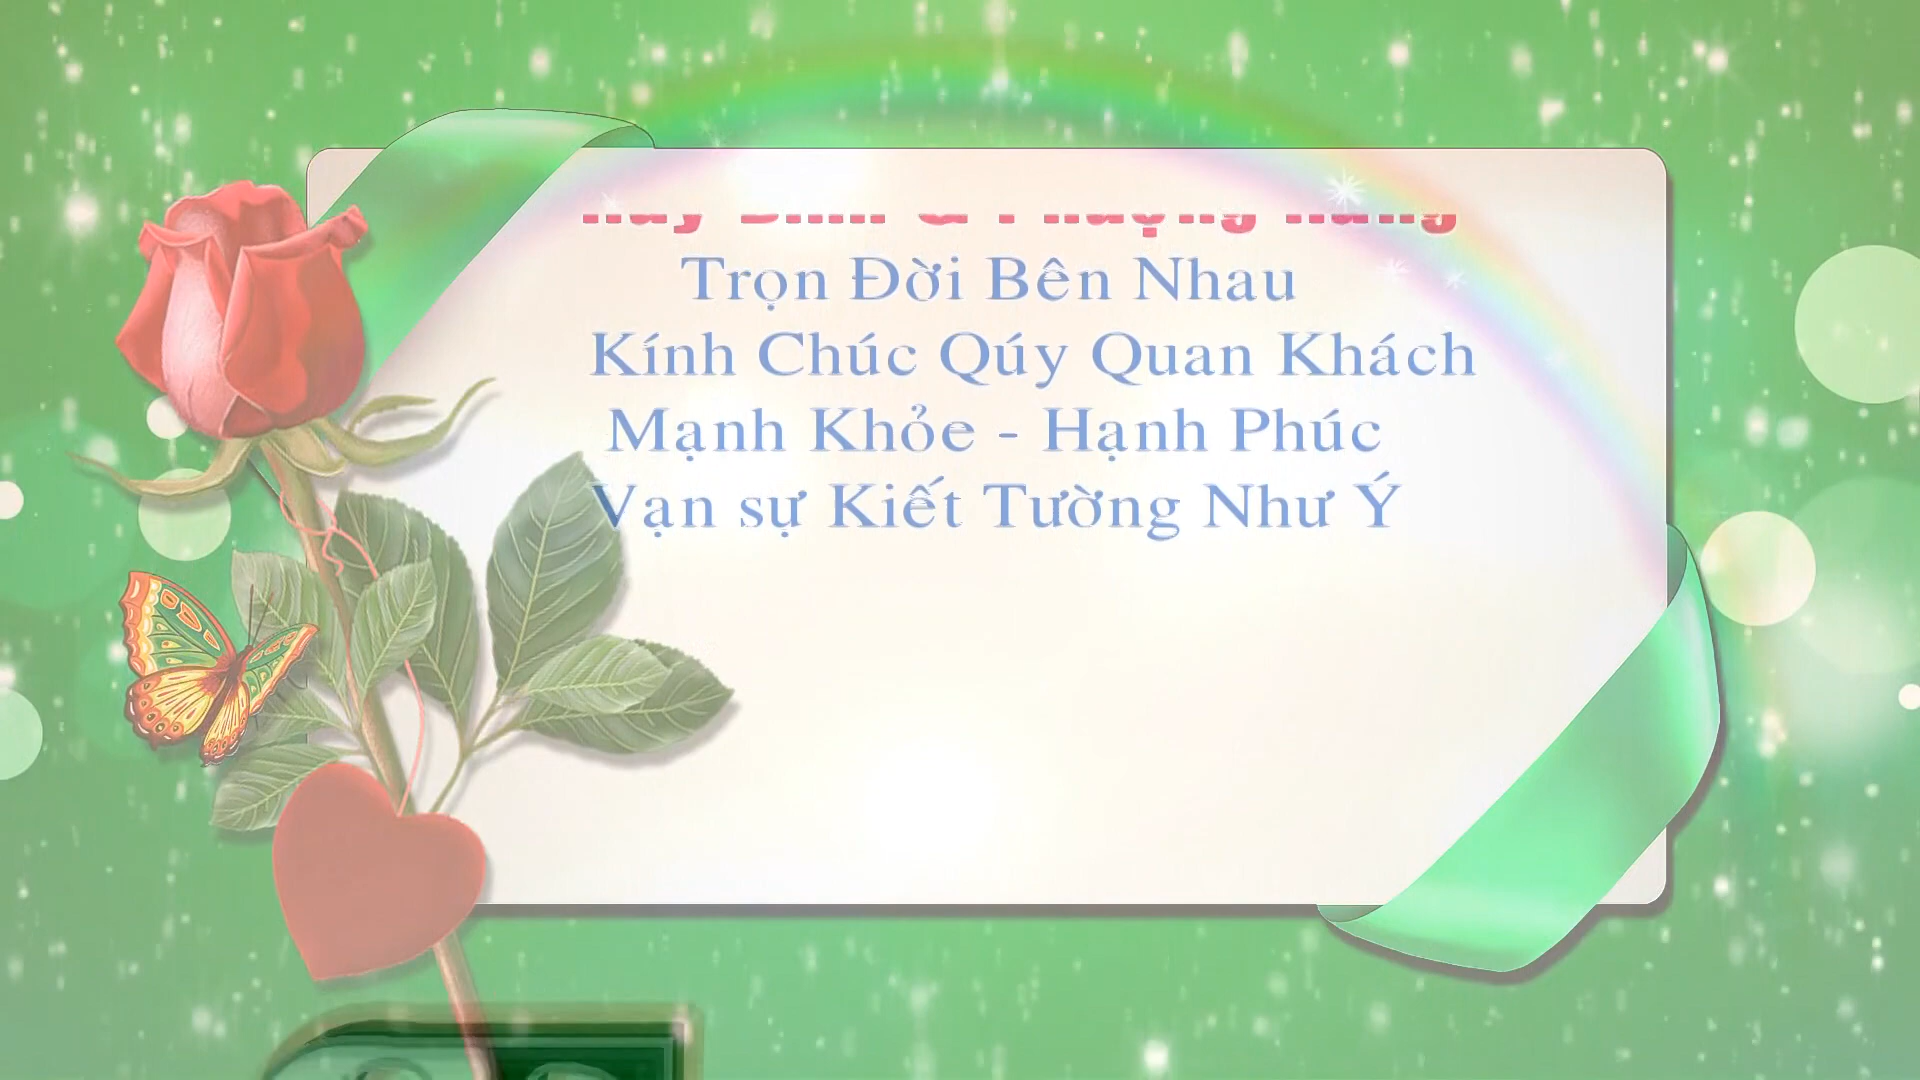 Trọn Đời Bên Nhau
Kính Chúc Qúy Quan Khách
Mạnh Khỏe - Hạnh Phúc
Vạn sự Kiết Tường Như Ý